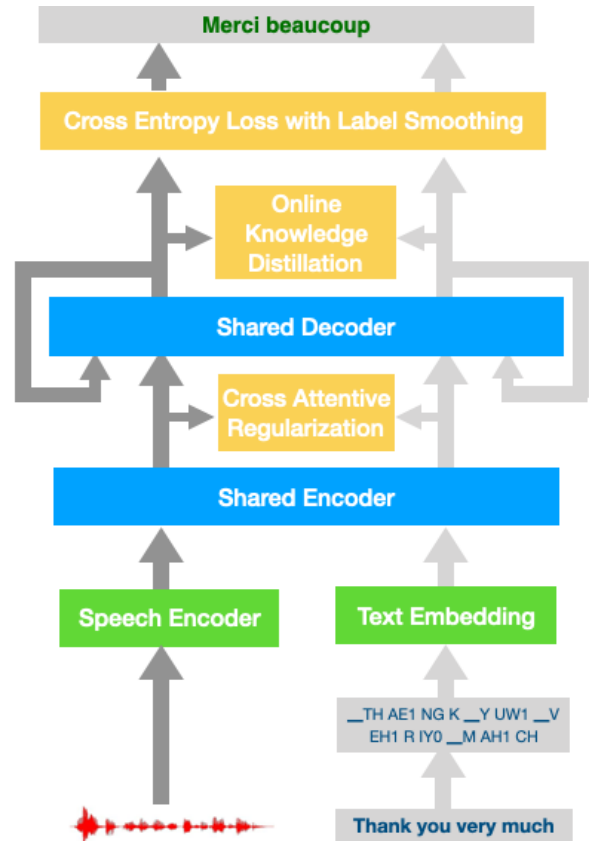 Merci beaucoup
Cross Entropy Loss with Label Smoothing
Online
Knowledge
Distillation
Shared Decoder
Cross Attentive
Regularization
Shared Encoder
Speech Encoder
Text Embedding
__TH AE1 NG K __Y UW1 __V
EH1 R IY0 __M AH1 CH
Thank you very much